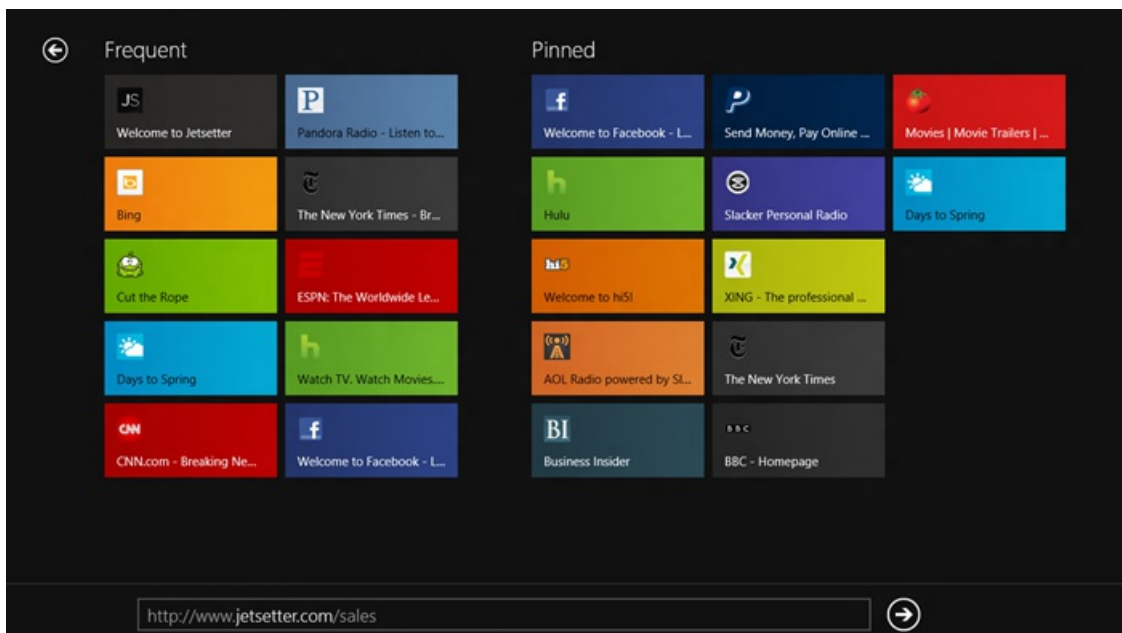 Frequent
Pinned
JS
Welcome to Jetsetter
P
Pandora Radio - Listen to...
f
Welcome to Facebook - L...
P
Send Money, Pay Online ...
Movies | Movie Trailers | ...
b
Bing
T
The New York Times - Br...
h
Hulu
S
Slacker Personal Radio
Days to Spring
Cut the Rope
E
ESPN: The Worldwide Le...
hi5
Welcome to hi5!
X
XING - The professional ...
Days to Spring
h
Watch TV. Watch Movies....
AOL Radio powered by Sl...
T
The New York Times
CNN
CNN.com - Breaking Ne...
f
Welcome to Facebook - L...
BI
Business Insider
BBC
BBC - Homepage
http://www.jetsetter.com/sales